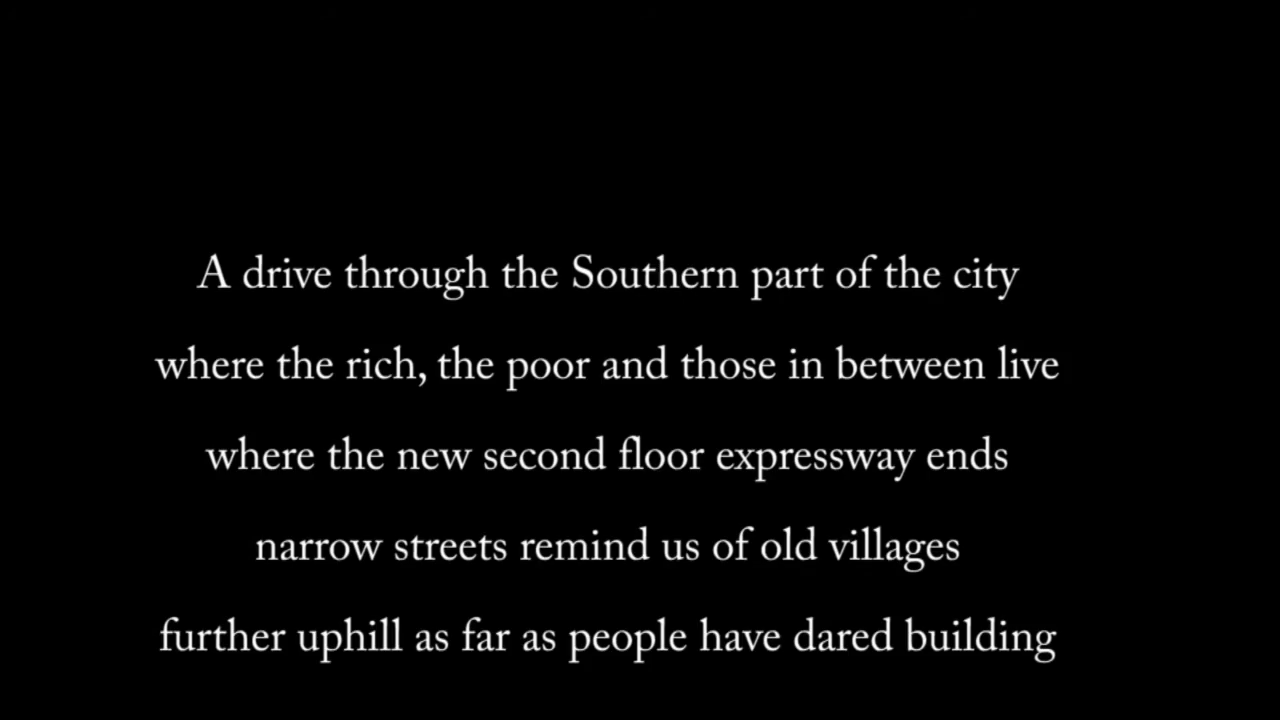 A drive through the Southern part of the city
where the rich, the poor and those in between live
where the new second floor expressway ends
narrow streets remind us of old villages
further uphill as far as people have dared building